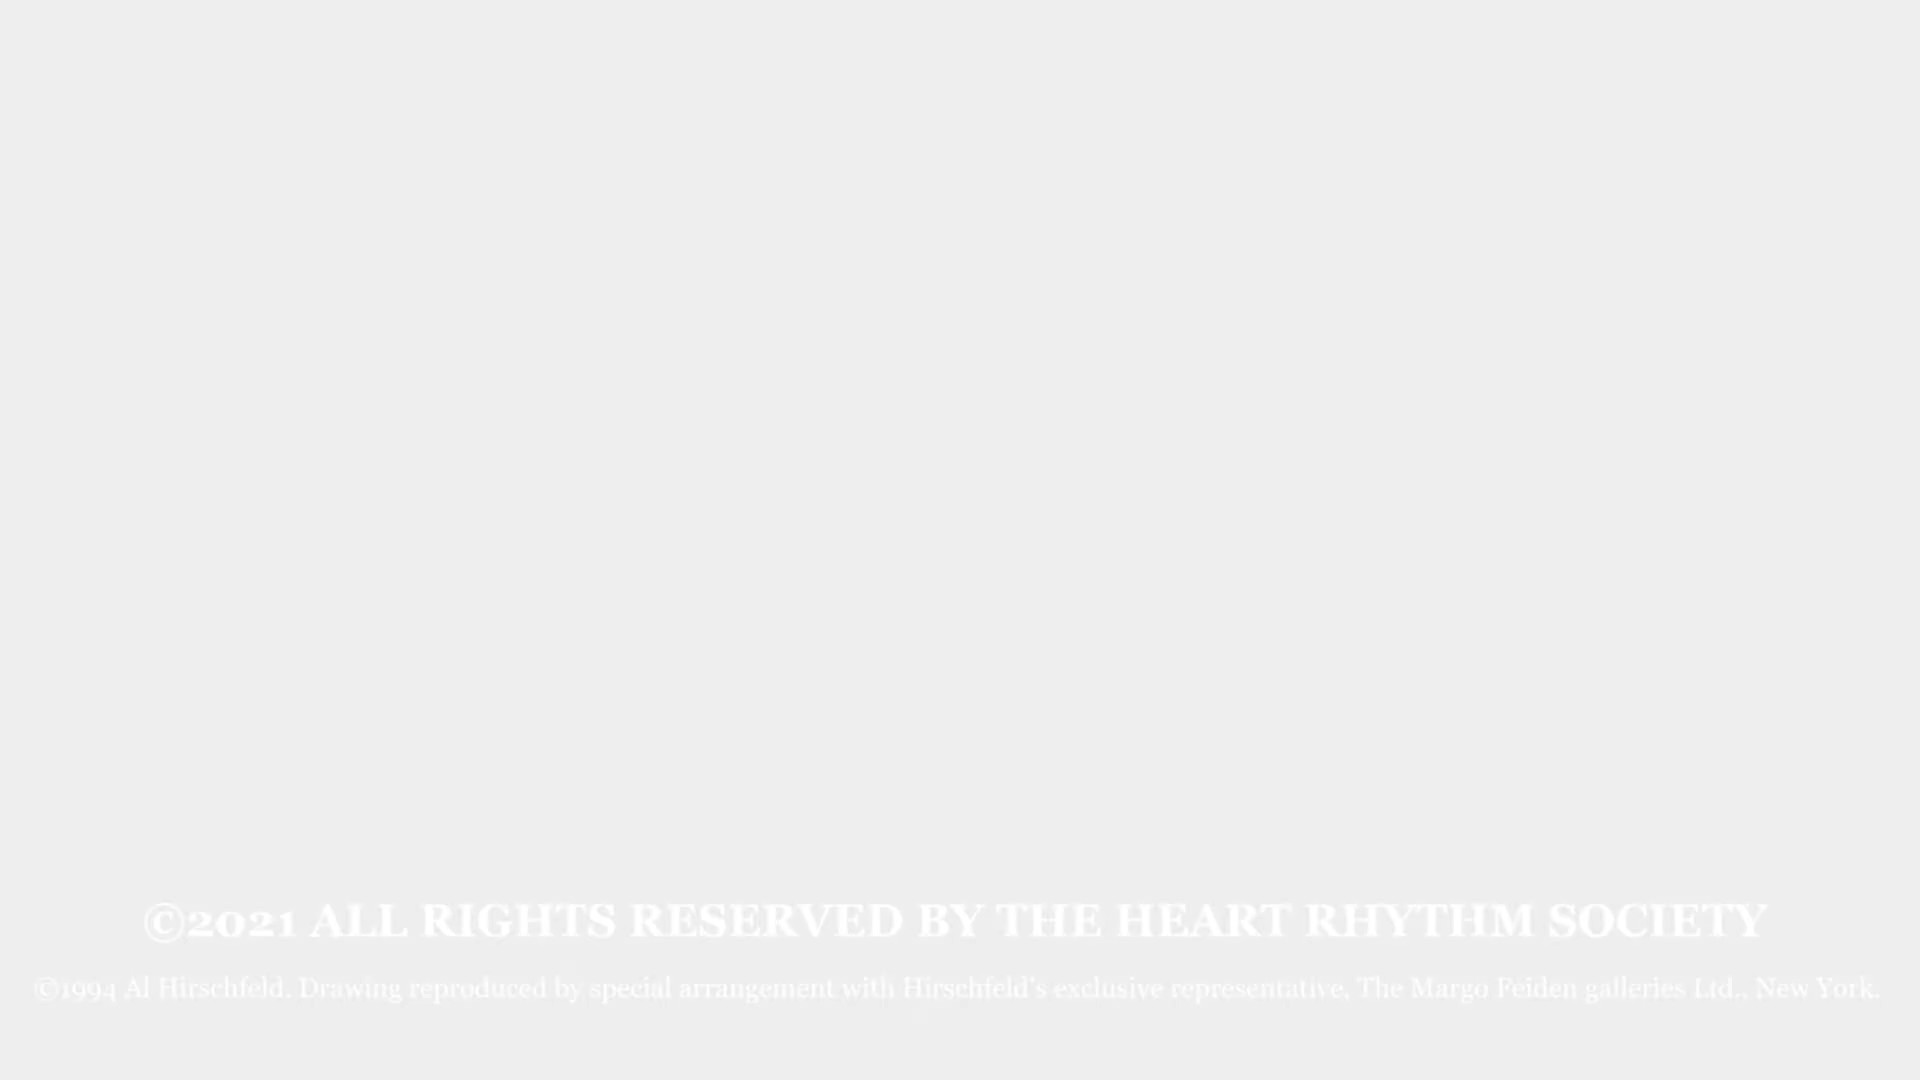 ©2021 ALL RIGHTS RESERVED BY THE HEART RHYTHM SOCIETY
©1994 Al Hirschfeld. Drawing reproduced by special arrangement with Hirschfeld's exclusive representative, The Margo Feiden galleries Ltd., New York.